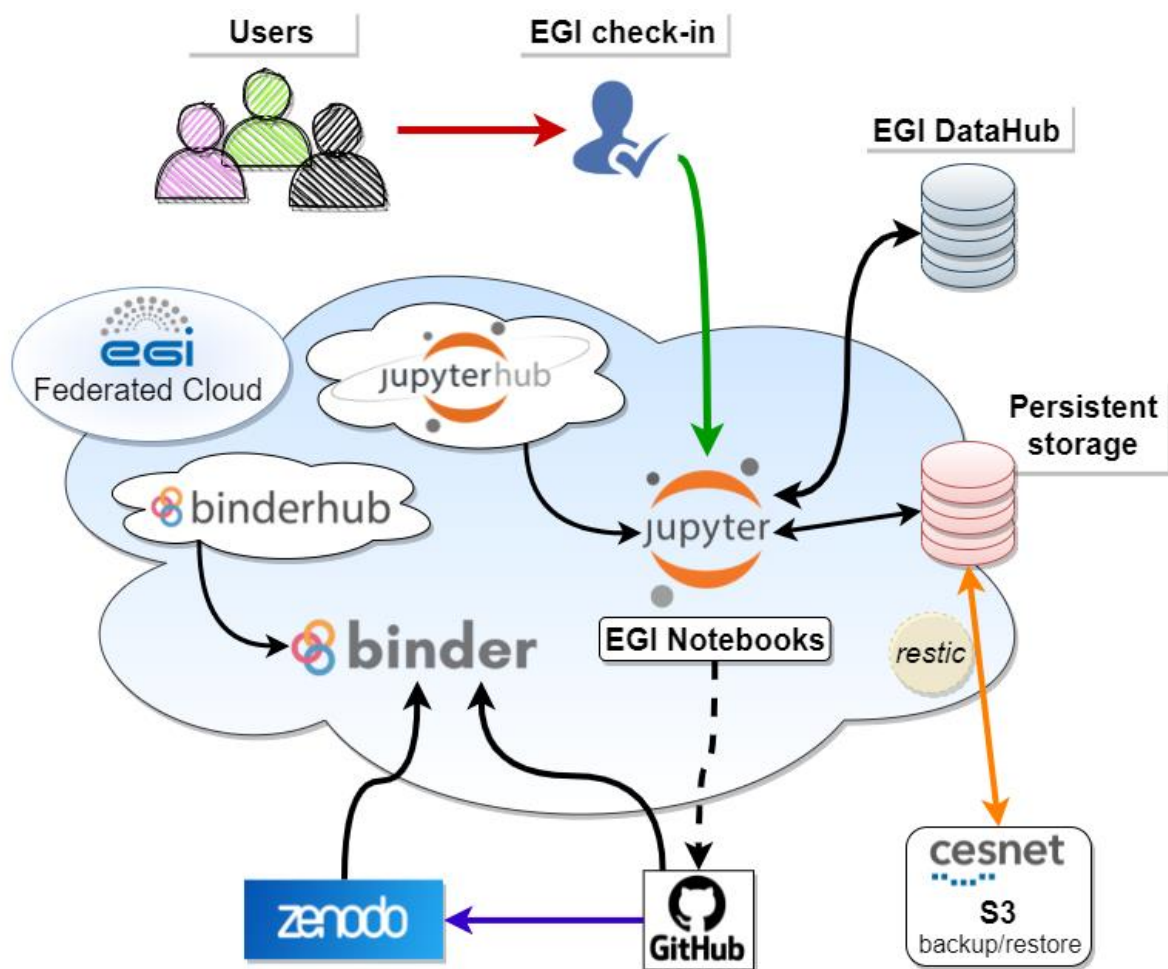 Users
EGI check-in
EGI DataHub
egi
Federated Cloud
jupyterhub
Persistent
storage
binderhub
jupyter
EGI Notebooks
binder
restic
cesnet
S3
backup/restore
zenodo
GitHub